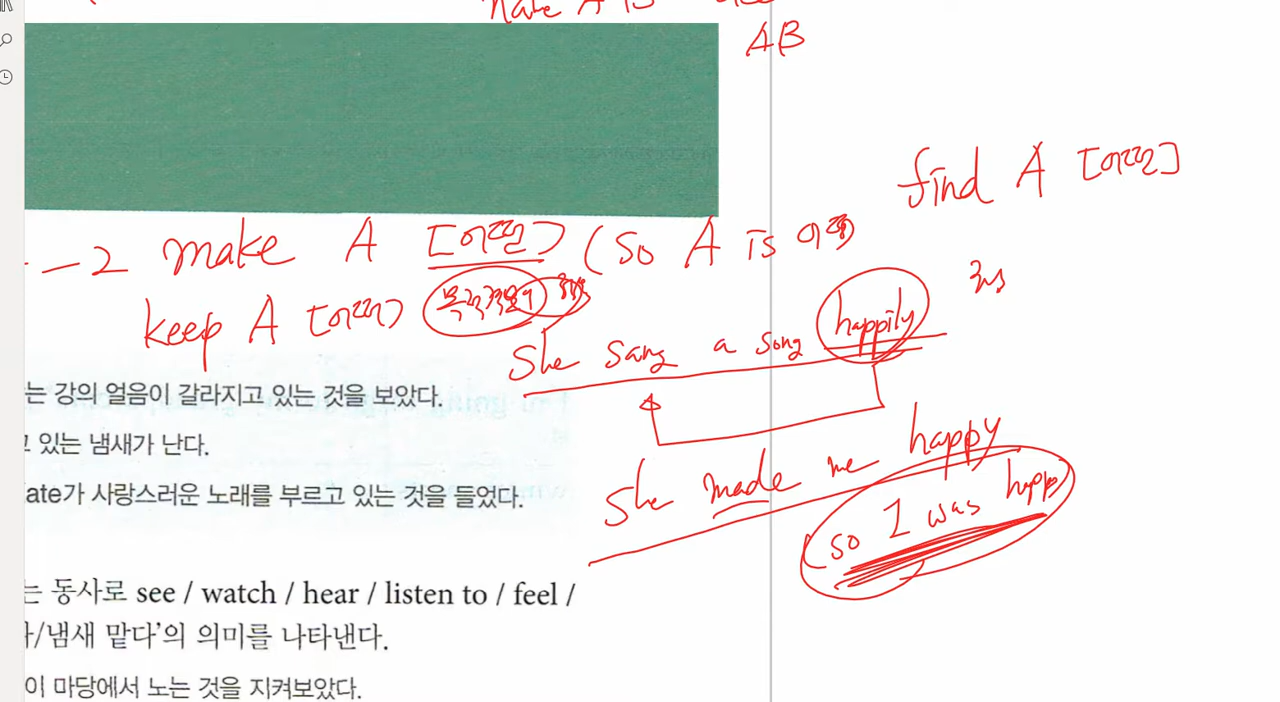 AB
find A [어떤]
2 make A [어떤] (so A is
keep A [어떤]
She sang a song happily
는 강의 얼음이 갈라지고 있는 것을 보았다.
고 있는 냄새가 난다.
She made me happy
ate가 사랑스러운 노래를 부르고 있는 것을 들었다.
(so I was happy)
는 동사로 see / watch / hear / listen to / feel /
/냄새 맡다'의 의미를 나타낸다.
이 마당에서 노는 것을 지켜보았다.